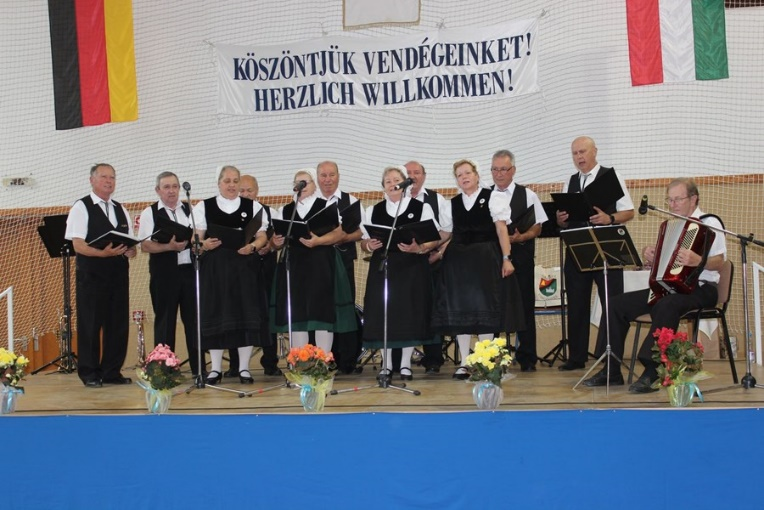 KÖSZÖNTJÜK VENDÉGEINKET!
HERZLICH WILLKOMMEN!